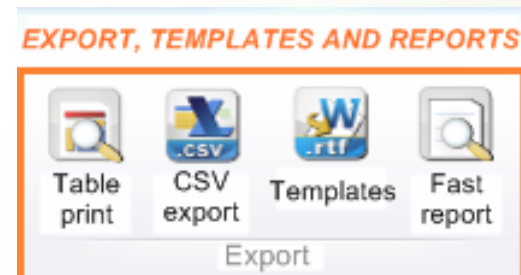 EXPORT, TEMPLATES AND REPORTS
.csv
.rtf
Table print
CSV export
Templates
Fast report
Export